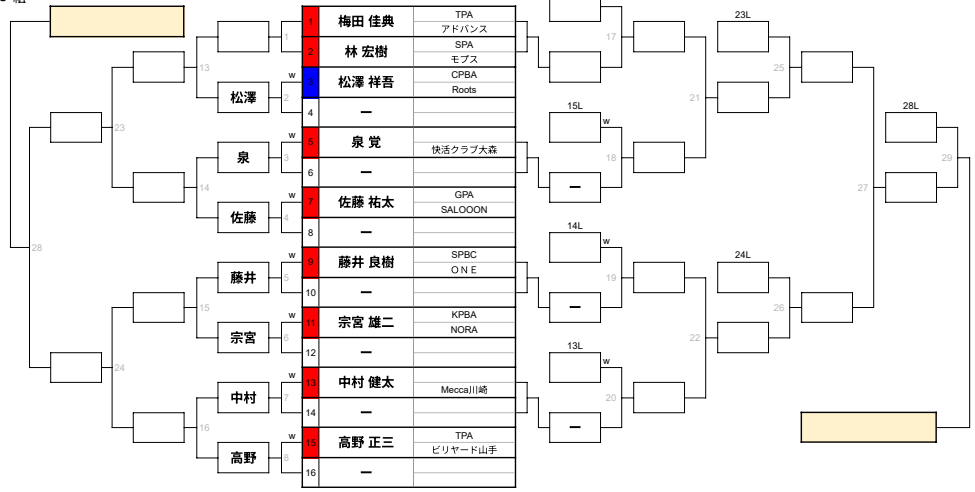 組
1 梅田 佳典 TPA アドバンス
2 林 宏樹 SPA モブス
3 松澤 祥吾 CPBA Roots
4 ー
5 泉 覚 快活クラブ大森
6 ー
7 佐藤 祐太 GPA SALOOON
8 ー
9 藤井 良樹 SPBC ＯＮＥ
10 ー
11 宗宮 雄二 KPBA NORA
12 ー
13 中村 健太 Mecca川崎
14 ー
15 高野 正三 TPA ビリヤード山手
16 ー
1
松澤 w 2
泉 w 3
佐藤 w 4
藤井 w 5
宗宮 w 6
中村 w 7
高野 w 8
13
14
15
16
23
24
28
17
15L w 18
ー
14L w 19
ー
13L w 20
ー
21
22
23L
25
24L
26
27
28L
29